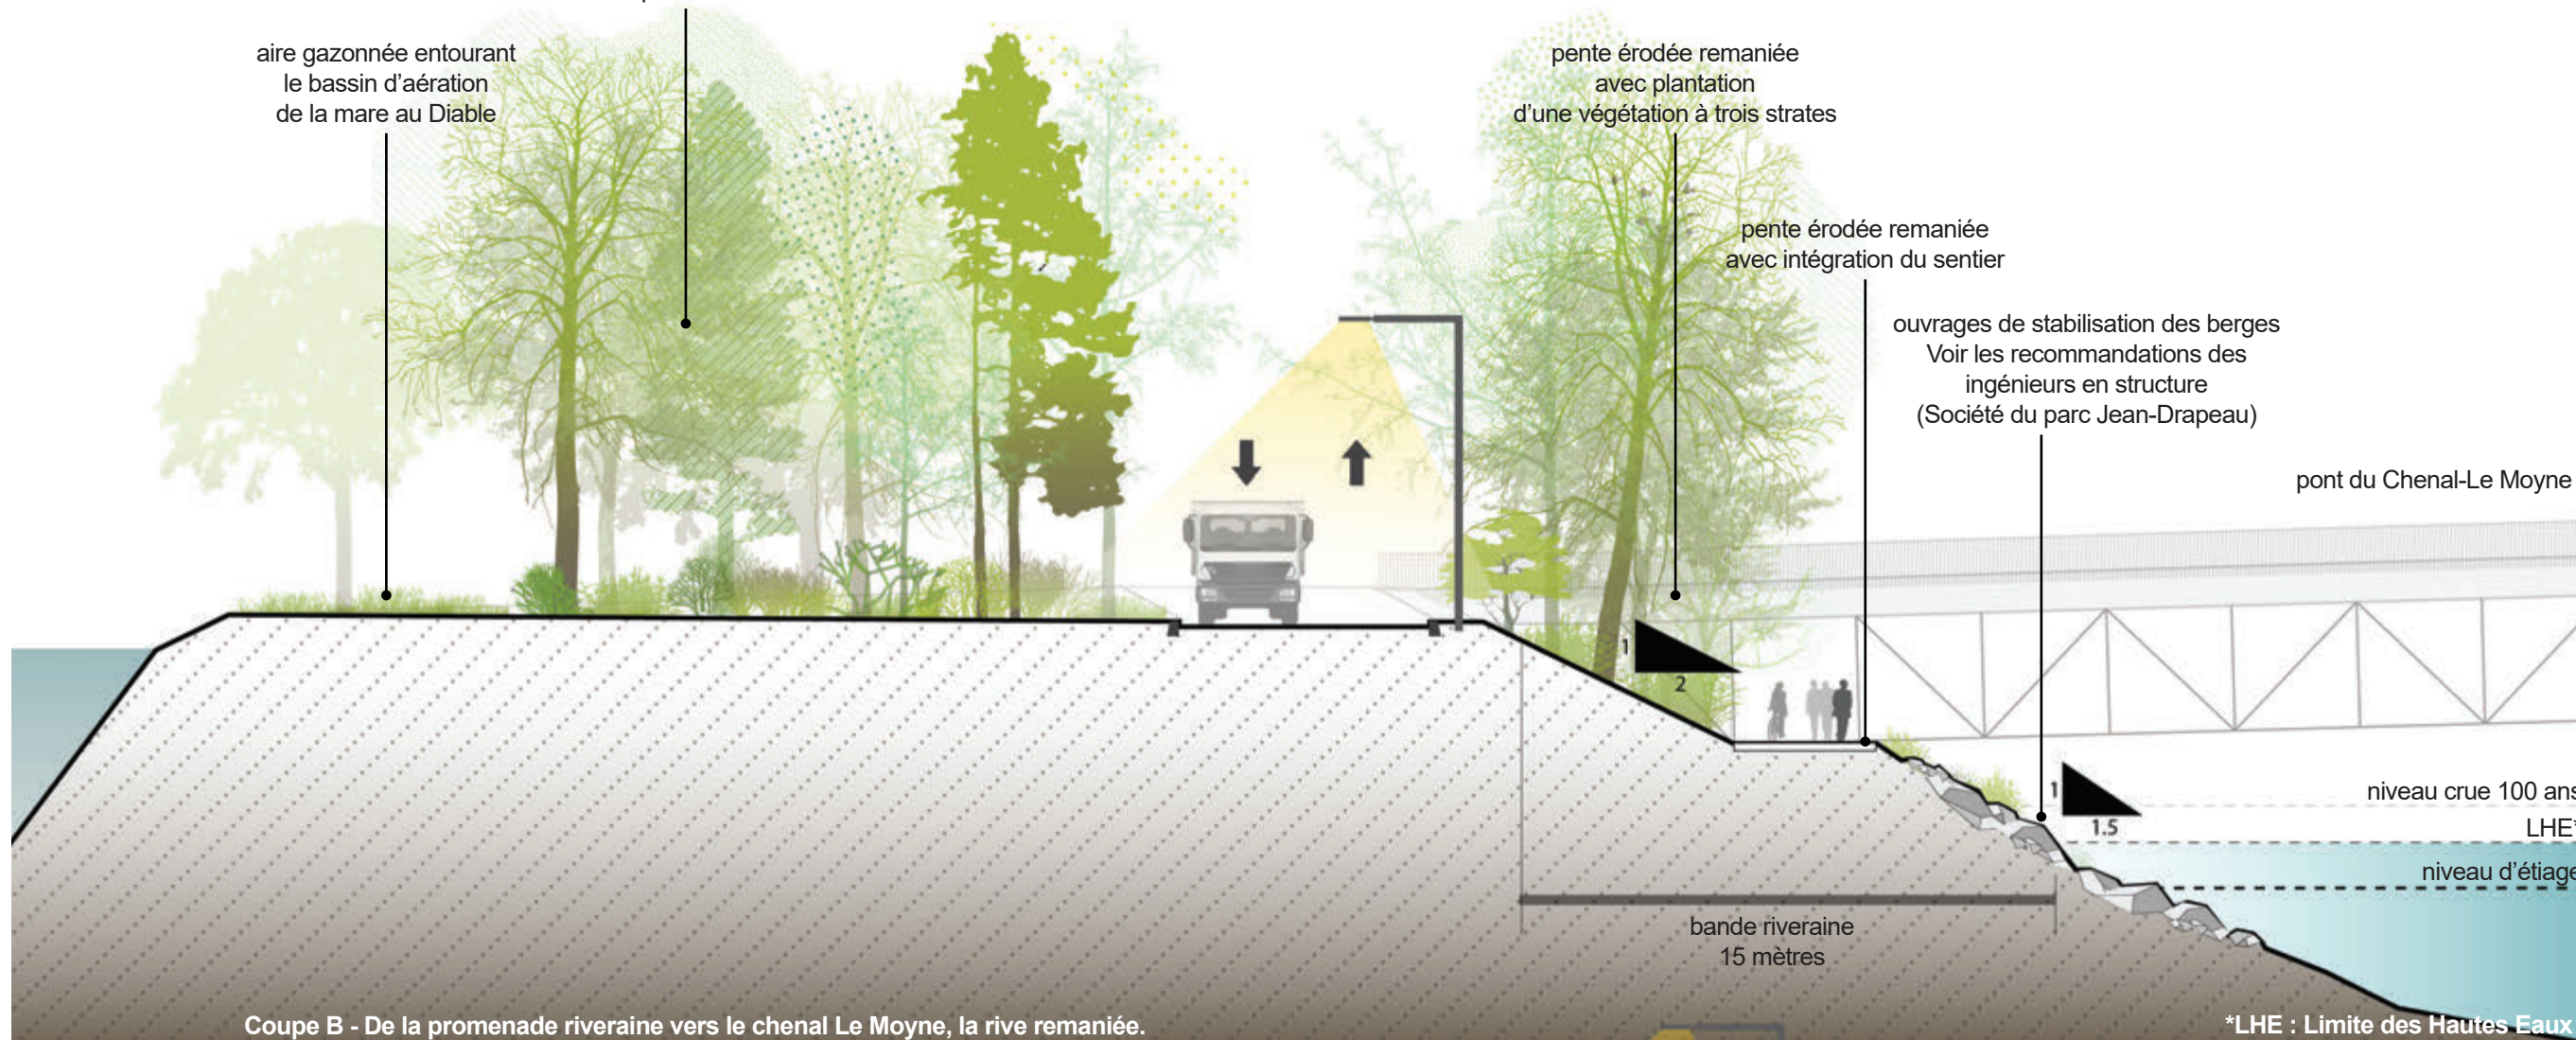 aire gazonnée entourant
le bassin d'aération
de la mare au Diable
pente érodée remaniée
avec plantation
d'une végétation à trois strates
pente érodée remaniée
avec intégration du sentier
ouvrages de stabilisation des berges
Voir les recommandations des
ingénieurs en structure
(Société du parc Jean-Drapeau)
pont du Chenal-Le Moyne
1
2
1
1.5
niveau crue 100 ans
LHE*
niveau d'étiage
bande riveraine
15 mètres
Coupe B - De la promenade riveraine vers le chenal Le Moyne, la rive remaniée.
*LHE : Limite des Hautes Eaux